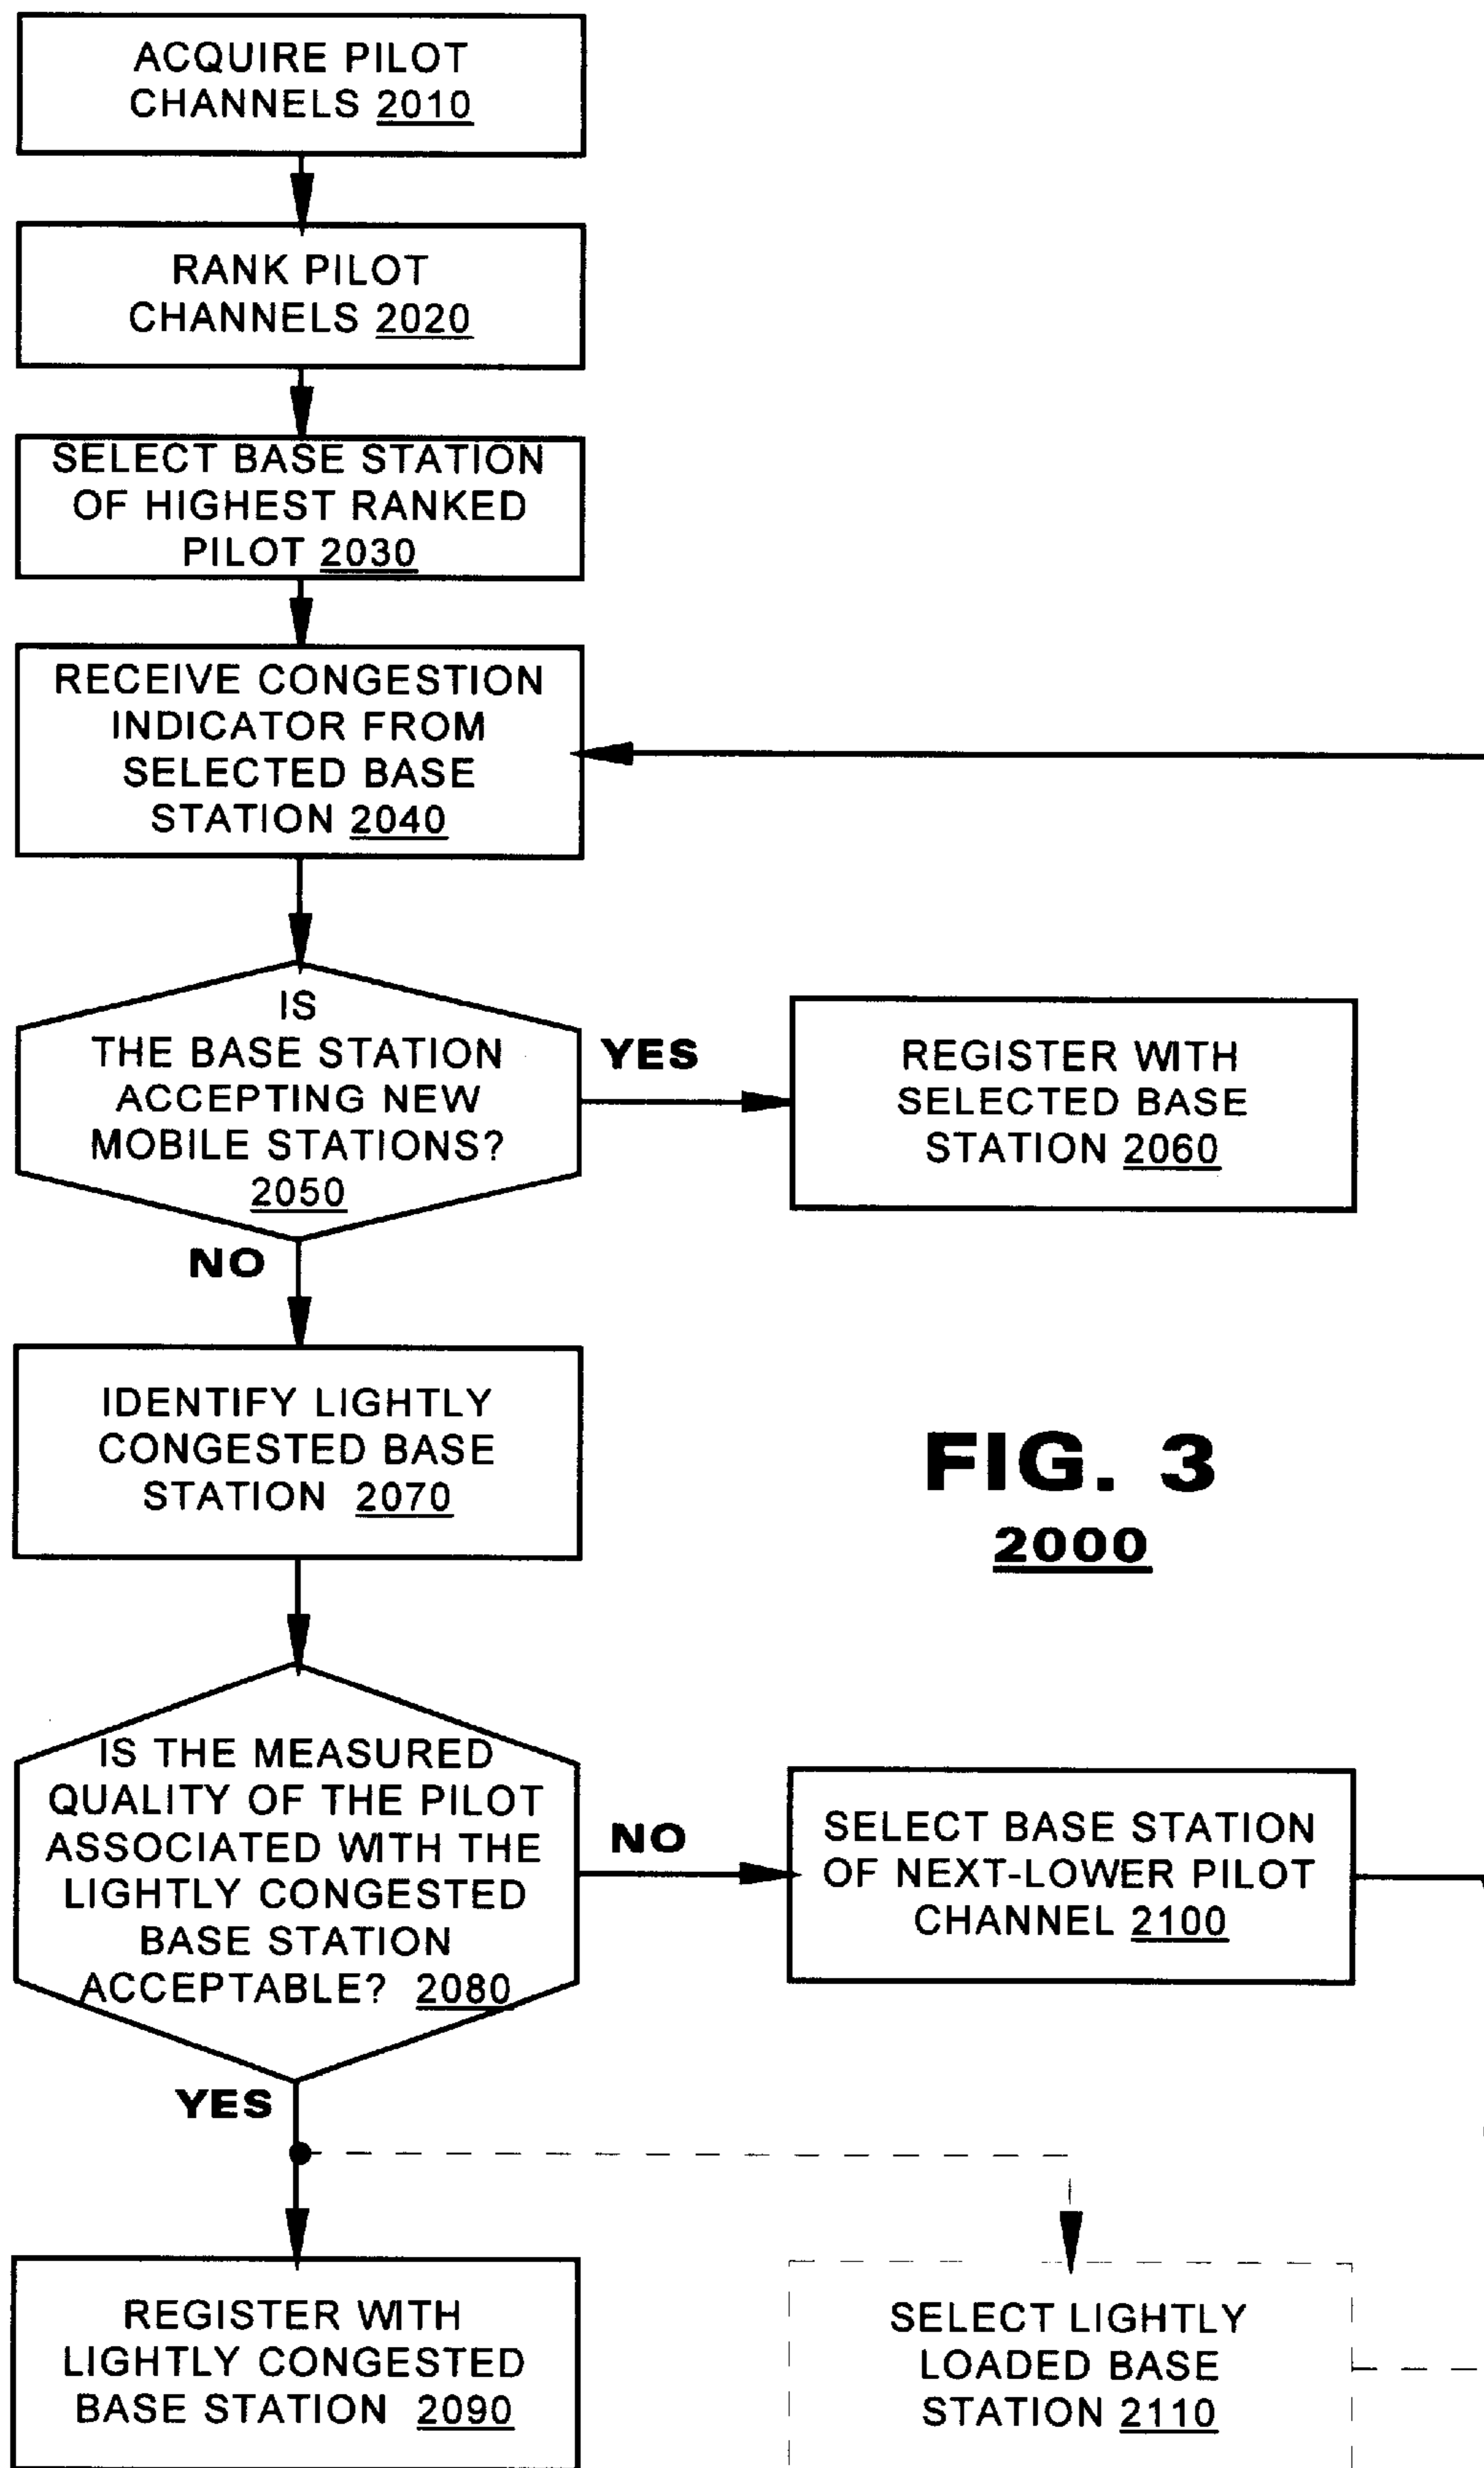 ACQUIRE PILOT
CHANNELS 2010
RANK PILOT
CHANNELS 2020
SELECT BASE STATION
OF HIGHEST RANKED
PILOT 2030
RECEIVE CONGESTION
INDICATOR FROM
SELECTED BASE
STATION 2040
IS
THE BASE STATION
ACCEPTING NEW
MOBILE STATIONS?
2050
YES
REGISTER WITH
SELECTED BASE
STATION 2060
NO
IDENTIFY LIGHTLY
CONGESTED BASE
STATION 2070
FIG. 3
2000
IS THE MEASURED
QUALITY OF THE PILOT
ASSOCIATED WITH THE
LIGHTLY CONGESTED
BASE STATION
ACCEPTABLE? 2080
NO
SELECT BASE STATION
OF NEXT-LOWER PILOT
CHANNEL 2100
YES
REGISTER WITH
LIGHTLY CONGESTED
BASE STATION 2090
SELECT LIGHTLY
LOADED BASE
STATION 2110